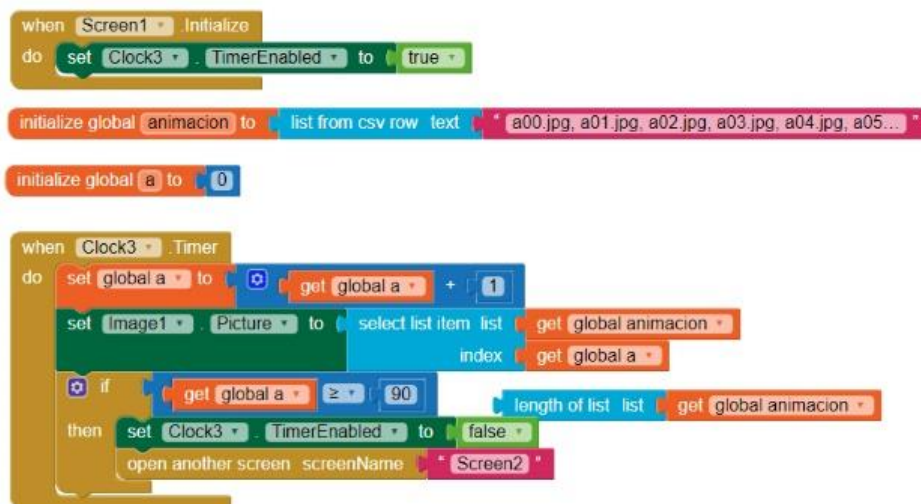 when Screen1 .Initialize
do set Clock3 . TimerEnabled to true
initialize global animacion to list from csv row text " a00.jpg, a01.jpg, a02.jpg, a03.jpg, a04.jpg, a05... "
initialize global a to 0
when Clock3 .Timer
do set global a to get global a + 1
set Image1 . Picture to select list item list get global animacion
index get global a
if get global a ≥ 90
length of list list get global animacion
then set Clock3 . TimerEnabled to false
open another screen screenName " Screen2 "